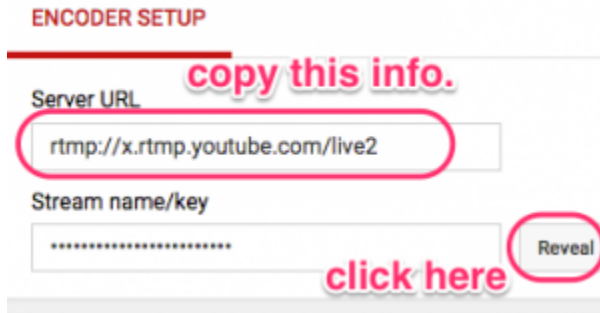 ENCODER SETUP
copy this info.
Server URL
rtmp://x.rtmp.youtube.com/live2
Stream name/key
••••••••••••••••••••••••
Reveal
click here